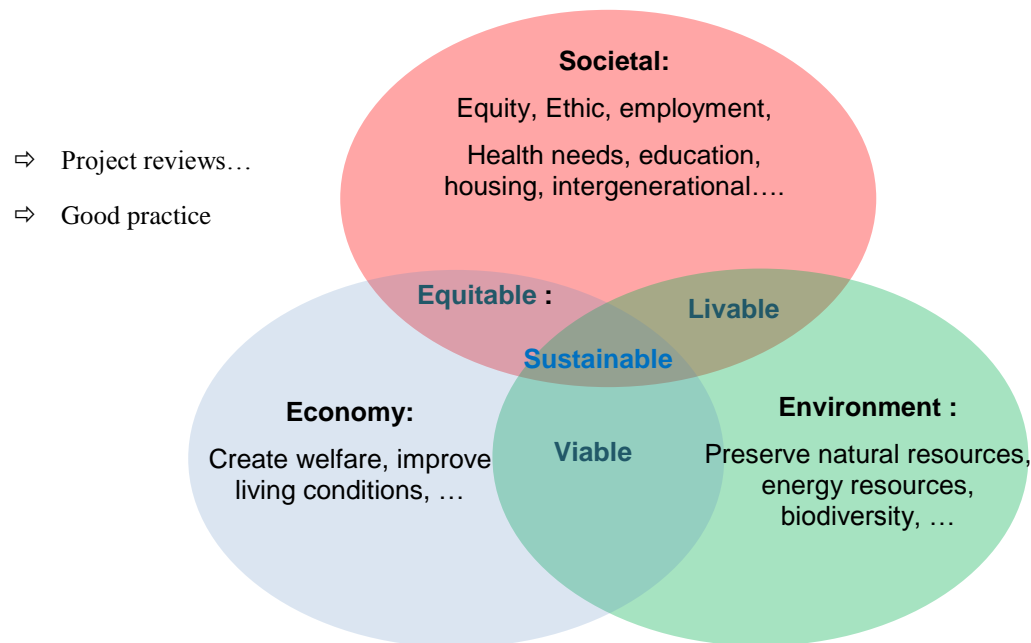 Societal:
Equity, Ethic, employment,
Health needs, education,
housing, intergenerational….
⇨ Project reviews…
⇨ Good practice
Equitable :
Livable
Sustainable
Economy:
Create welfare, improve
living conditions, …
Viable
Environment :
Preserve natural resources,
energy resources,
biodiversity, …